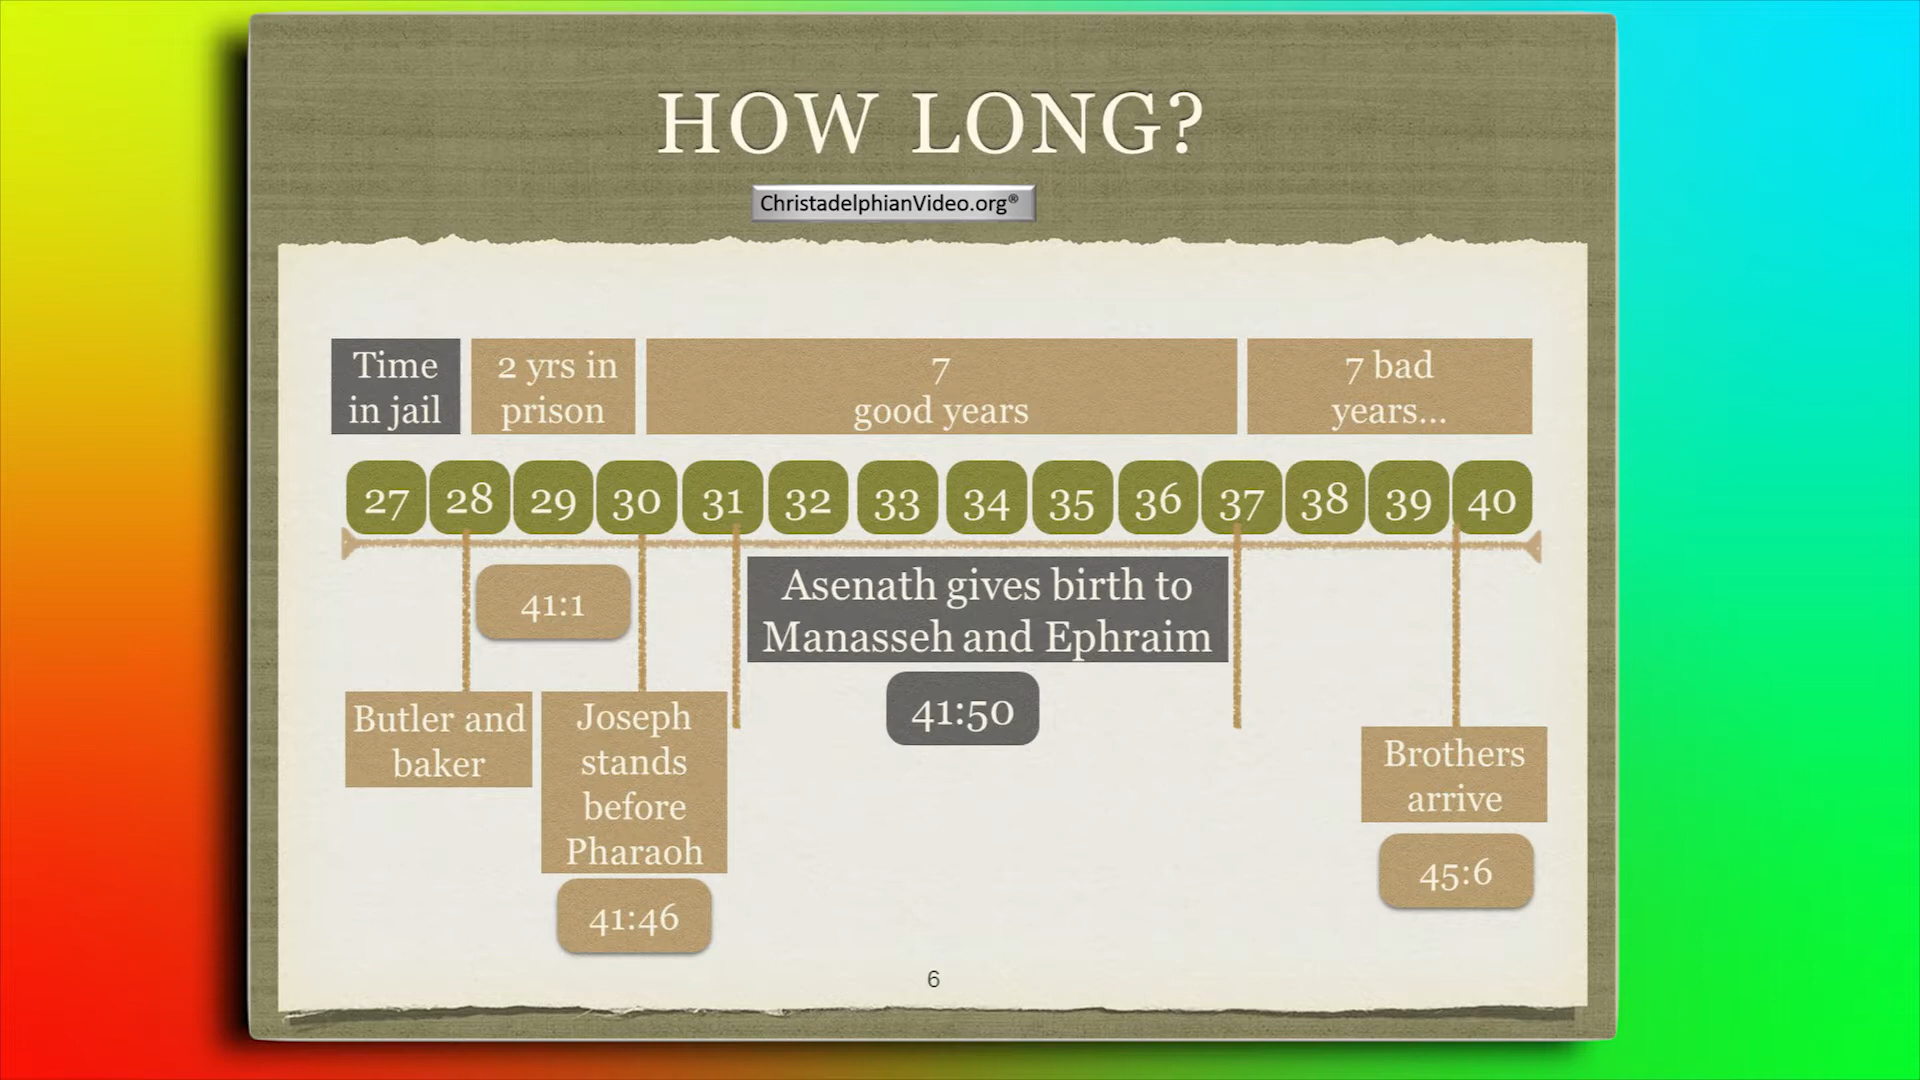 HOW LONG?
ChristadelphianVideo.org®
Time
in jail
2 yrs in
prison
7
good years
7 bad
years...
27 28 29 30 31 32 33 34 35 36 37 38 39 40
41:1
Asenath gives birth to
Manasseh and Ephraim
41:50
Butler and
baker
Joseph
stands
before
Pharaoh
41:46
Brothers
arrive
45:6
6